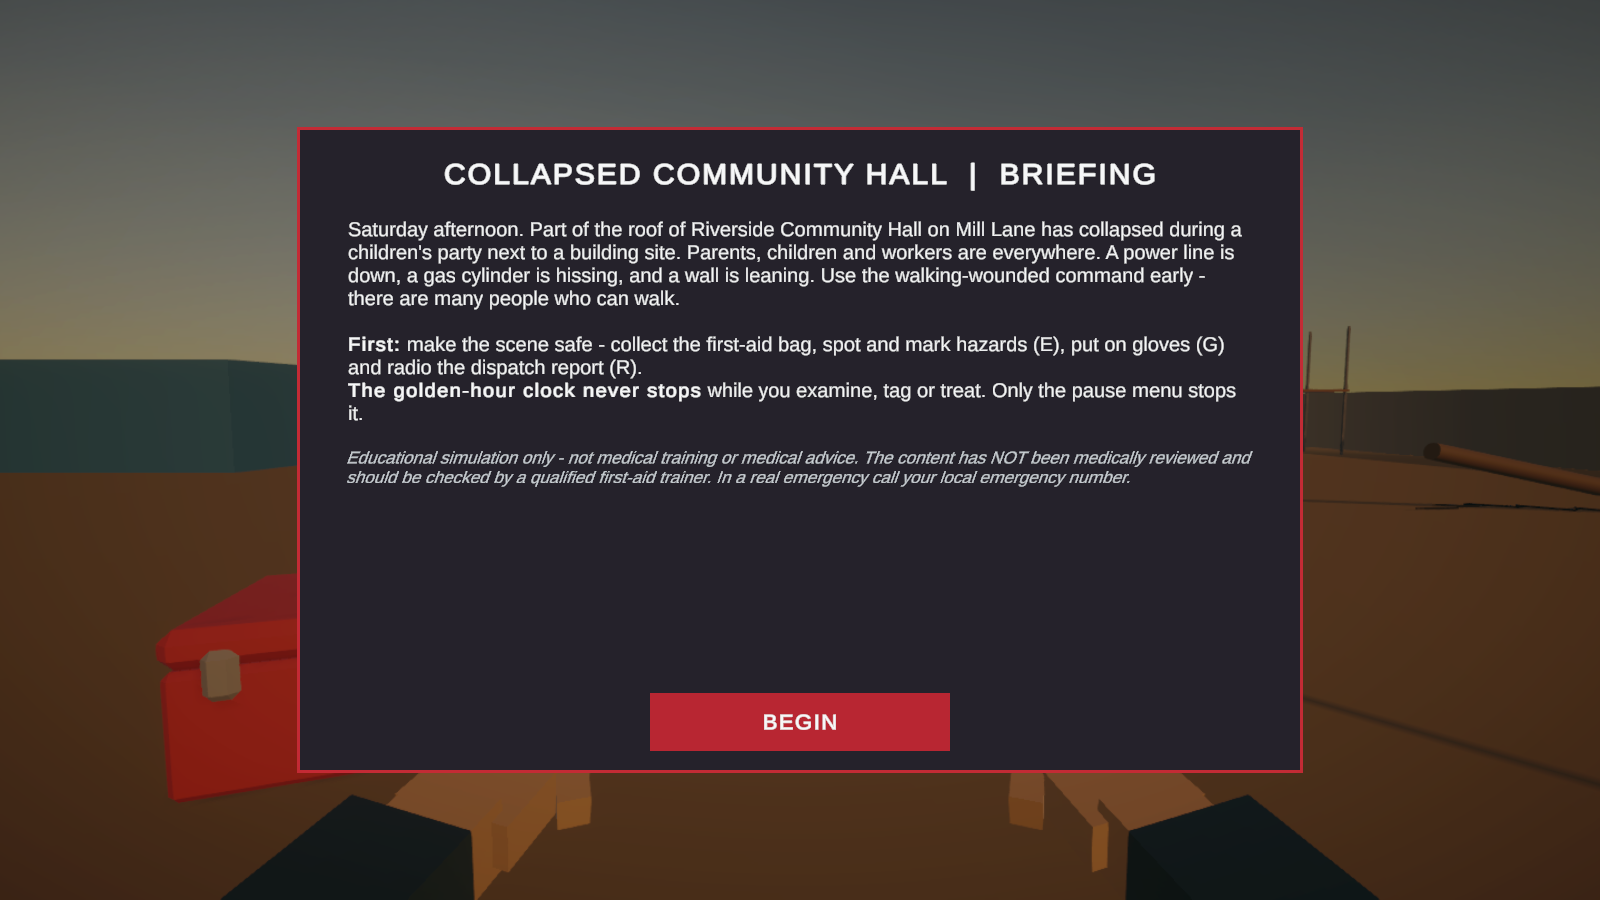 COLLAPSED COMMUNITY HALL | BRIEFING
Saturday afternoon. Part of the roof of Riverside Community Hall on Mill Lane has collapsed during a
children's party next to a building site. Parents, children and workers are everywhere. A power line is
down, a gas cylinder is hissing, and a wall is leaning. Use the walking-wounded command early -
there are many people who can walk.
First: make the scene safe - collect the first-aid bag, spot and mark hazards (E), put on gloves (G)
and radio the dispatch report (R).
The golden-hour clock never stops while you examine, tag or treat. Only the pause menu stops
it.
Educational simulation only - not medical training or medical advice. The content has NOT been medically reviewed and
should be checked by a qualified first-aid trainer. In a real emergency call your local emergency number.
BEGIN